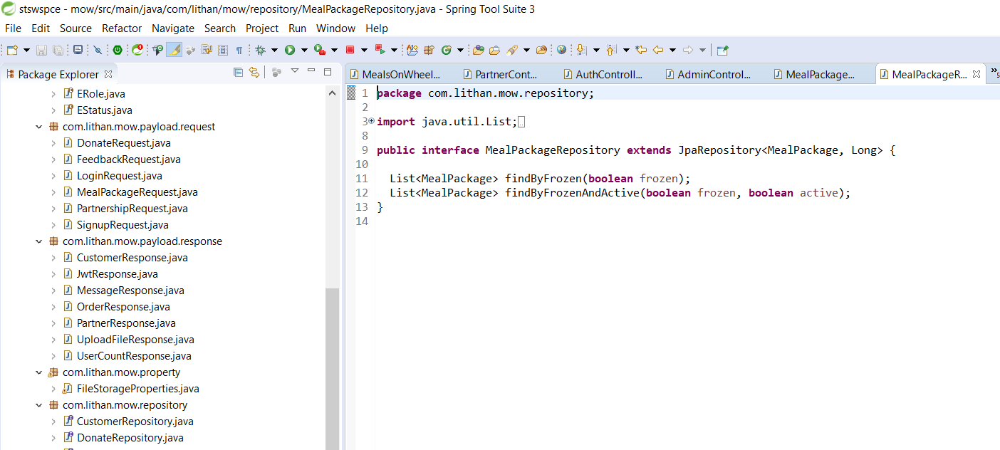 stswspce - mow/src/main/java/com/lithan/mow/repository/MealPackageRepository.java - Spring Tool Suite 3
File Edit Source Refactor Navigate Search Project Run Window Help
Package Explorer
ERole.java
EStatus.java
com.lithan.mow.payload.request
DonateRequest.java
FeedbackRequest.java
LoginRequest.java
MealPackageRequest.java
PartnershipRequest.java
SignupRequest.java
com.lithan.mow.payload.response
CustomerResponse.java
JwtResponse.java
MessageResponse.java
OrderResponse.java
PartnerResponse.java
UploadFileResponse.java
UserCountResponse.java
com.lithan.mow.property
FileStorageProperties.java
com.lithan.mow.repository
CustomerRepository.java
DonateRepository.java
MealsOnWheel... PartnerCont... AuthControll... AdminControl... MealPackage... MealPackageR...
1 package com.lithan.mow.repository;
2
3 import java.util.List;
8
9 public interface MealPackageRepository extends JpaRepository<MealPackage, Long> {
10
11 List<MealPackage> findByFrozen(boolean frozen);
12 List<MealPackage> findByFrozenAndActive(boolean frozen, boolean active);
13 }
14